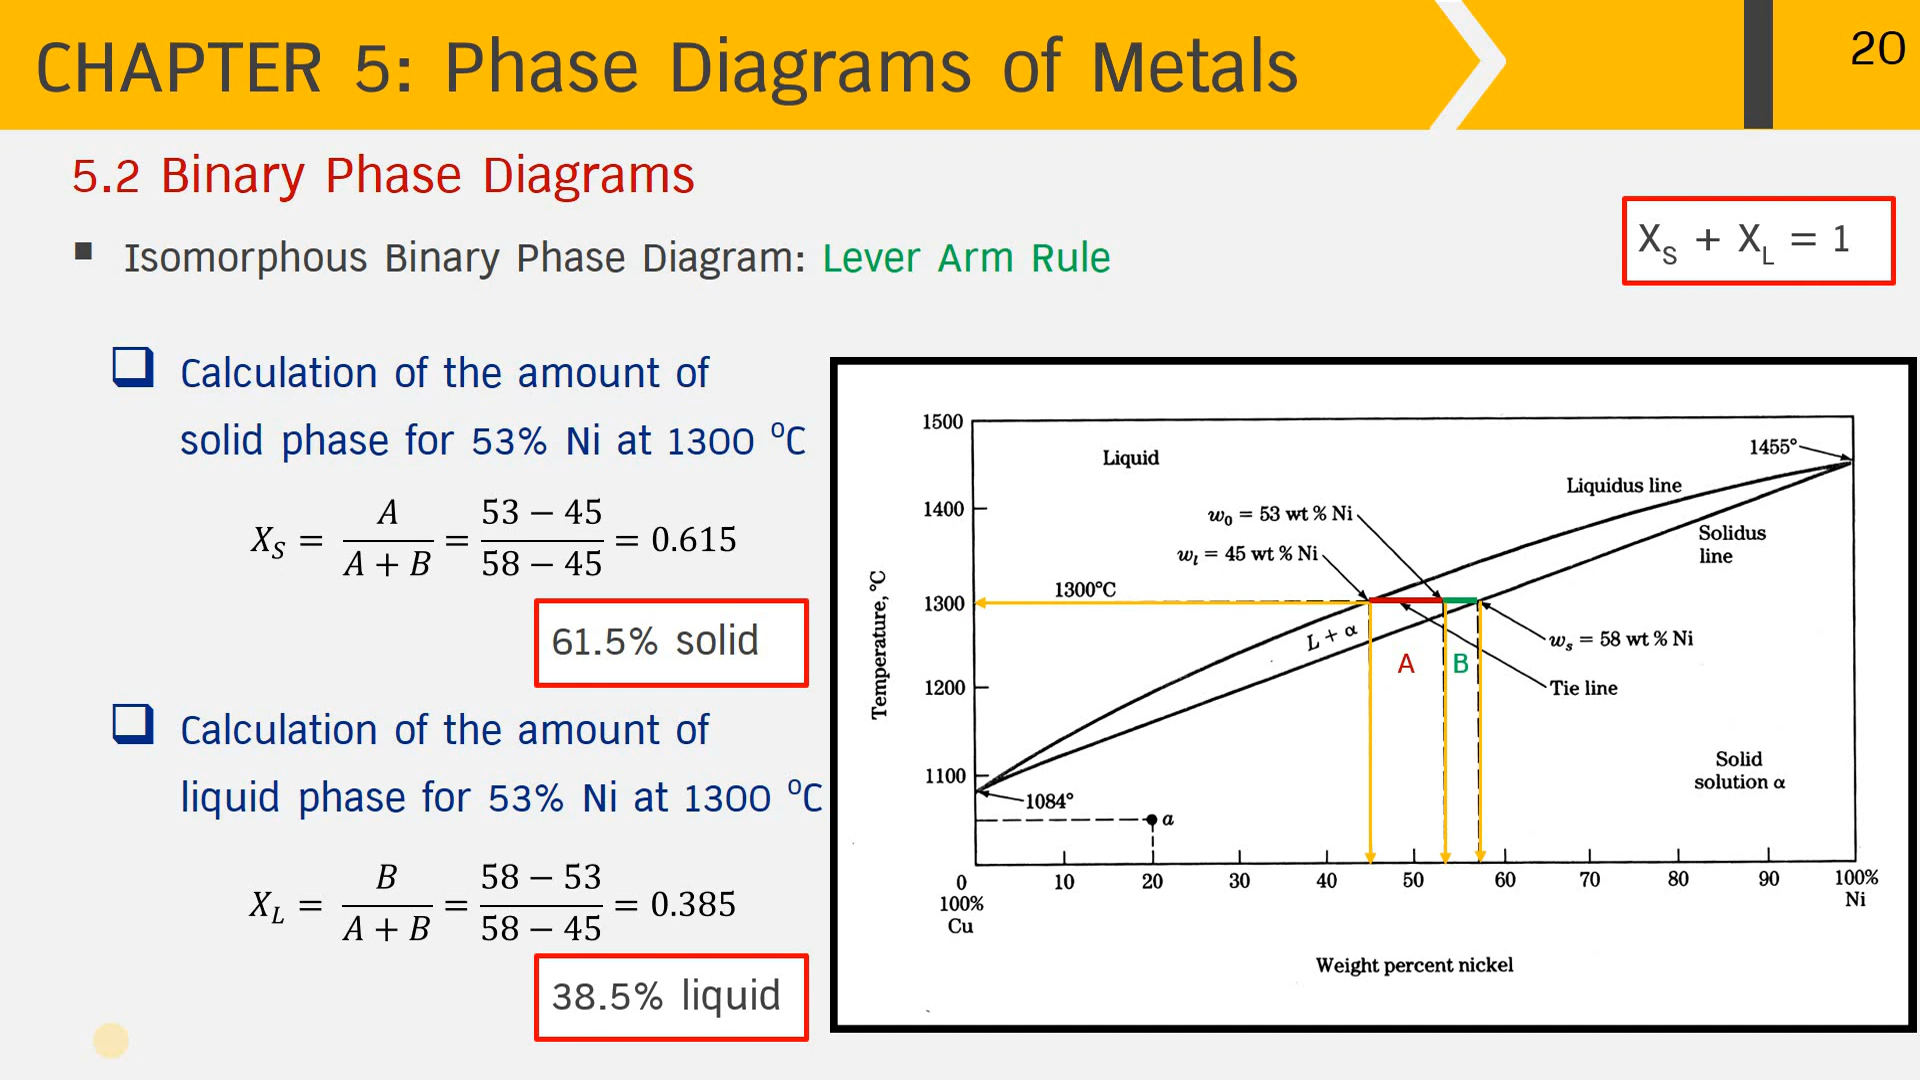 CHAPTER 5: Phase Diagrams of Metals
20
5.2 Binary Phase Diagrams
Isomorphous Binary Phase Diagram: Lever Arm Rule
X_S + X_L = 1
Calculation of the amount of
solid phase for 53% Ni at 1300 ⁰C
X_S = A/(A + B) = (53 − 45)/(58 − 45) = 0.615
61.5% solid
Calculation of the amount of
liquid phase for 53% Ni at 1300 ⁰C
X_L = B/(A + B) = (58 − 53)/(58 − 45) = 0.385
38.5% liquid
1500
1400
1300
1200
1100
Temperature, °C
Liquid
1455°
Liquidus line
w₀ = 53 wt % Ni
Solidus
line
w_l = 45 wt % Ni
1300°C
L + α
w_s = 58 wt % Ni
A
B
Tie line
Solid
solution α
1084°
a
0
10
20
30
40
50
60
70
80
90
100%
100%
Cu
Ni
Weight percent nickel